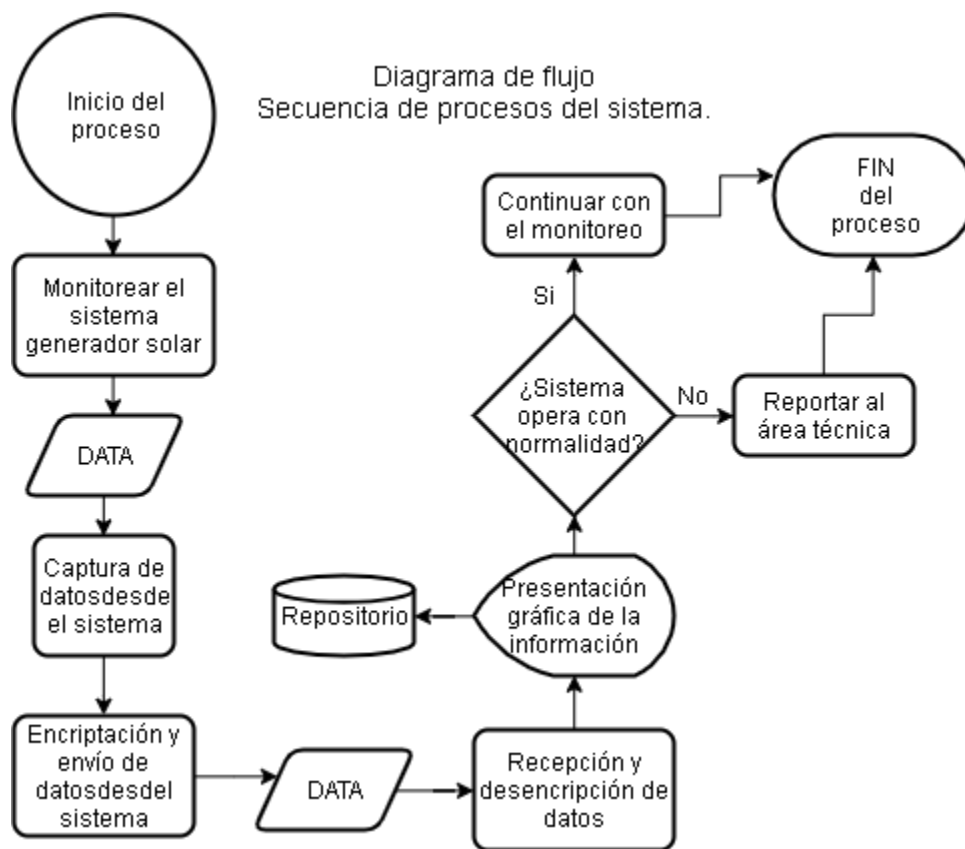 Inicio del
proceso
Diagrama de flujo
Secuencia de procesos del sistema.
Monitorear el
sistema
generador solar
DATA
Captura de
datosdesde
el sistema
Encriptación y
envío de
datosdesdel
sistema
DATA
Recepción y
desencripción de
datos
Presentación
gráfica de la
información
Repositorio
¿Sistema
opera con
normalidad?
Si
No
Continuar con
el monitoreo
Reportar al
área técnica
FIN
del
proceso